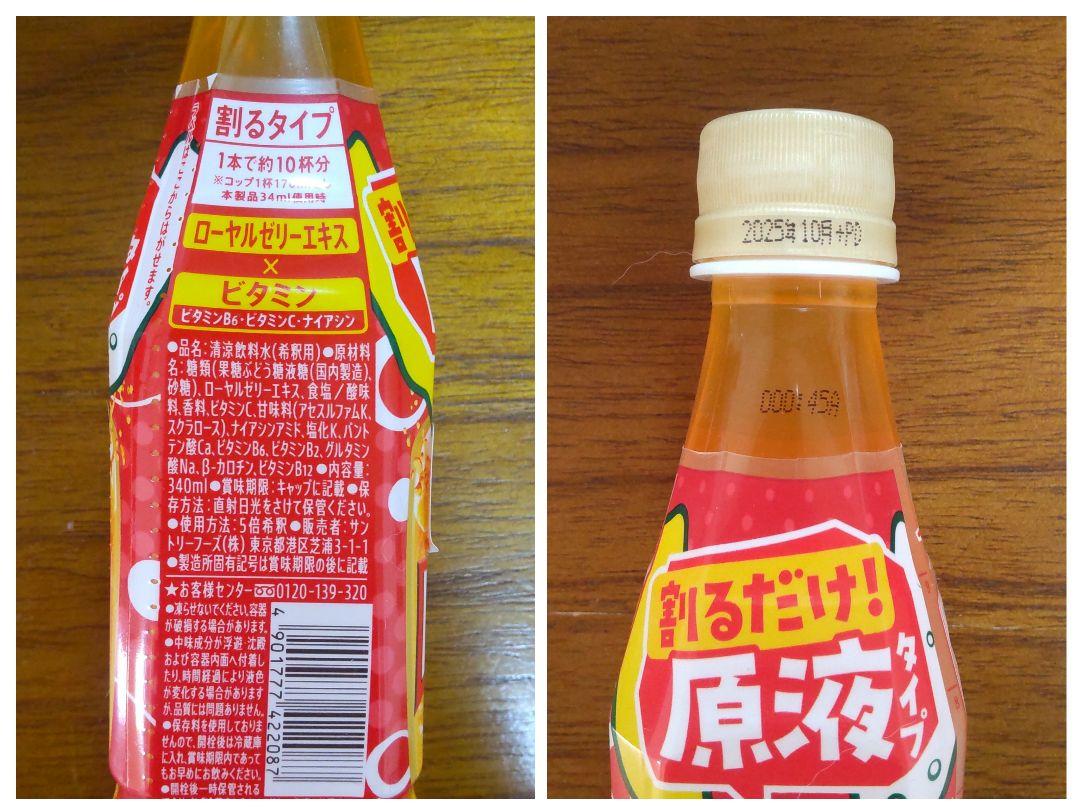 ラベルはここからはがせます。
割るタイプ
1本で約10杯分
※コップ1杯170
本製品34ml使用時
ローヤルゼリーエキス
×
ビタミン
ビタミンB6・ビタミンC・ナイアシン
●品名:清涼飲料水(希釈用)●原材料
名:糖類(果糖ぶどう糖液糖(国内製造)、
砂糖)、ローヤルゼリーエキス、食塩/酸味
料、香料、ビタミンC、甘味料(アセスルファムK、
スクラロース)、ナイアシンアミド、塩化K、パント
テン酸Ca、ビタミンB6、ビタミンB2、グルタミン
酸Na、β-カロチン、ビタミンB12●内容量:
340ml●賞味期限:キャップに記載●保
存方法:直射日光をさけて保管ください。
●使用方法:5倍希釈●販売者:サン
トリーフーズ(株) 東京都港区芝浦3-1-1
●製造所固有記号は賞味期限の後に記載
★お客様センター 0120-139-320
●凍らせないでください。容器
が破損する場合があります。
●中味成分が浮遊・沈殿
および容器内面へ付着し
たり、時間経過により液色
が変化する場合があります
が、品質には問題ありません。
●保存料を使用しておりま
せんので、開栓後は冷蔵庫
に入れ、賞味期限内であって
もお早めにお飲みください。
●開栓後一時保管される
4 901777 422087
割
2025年10月+PD
000:45A
割るだけ!
原液タイプ